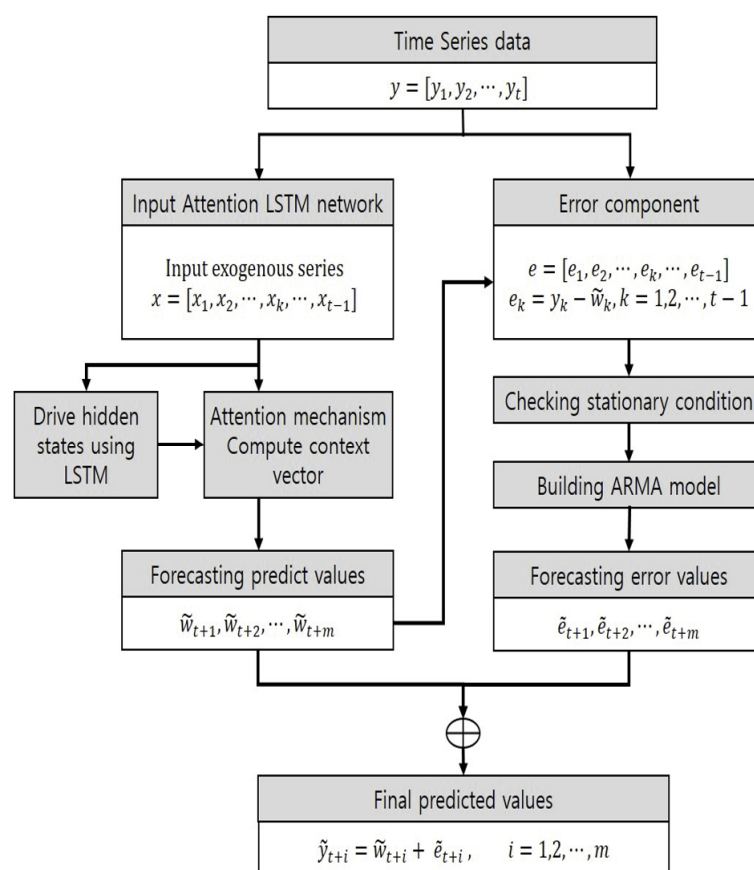 Time Series data
y = [y₁, y₂, ⋯, yₜ]
Input Attention LSTM network
Input exogenous series
x = [x₁, x₂, ⋯, xₖ, ⋯, xₜ₋₁]
Error component
e = [e₁, e₂, ⋯, eₖ, ⋯, eₜ₋₁]
eₖ = yₖ − w̃ₖ, k = 1,2, ⋯, t − 1
Drive hidden
states using
LSTM
Attention mechanism
Compute context
vector
Checking stationary condition
Building ARMA model
Forecasting predict values
w̃ₜ₊₁, w̃ₜ₊₂, ⋯, w̃ₜ₊ₘ
Forecasting error values
ẽₜ₊₁, ẽₜ₊₂, ⋯, ẽₜ₊ₘ
Final predicted values
ỹₜ₊ᵢ = w̃ₜ₊ᵢ + ẽₜ₊ᵢ , i = 1,2, ⋯, m